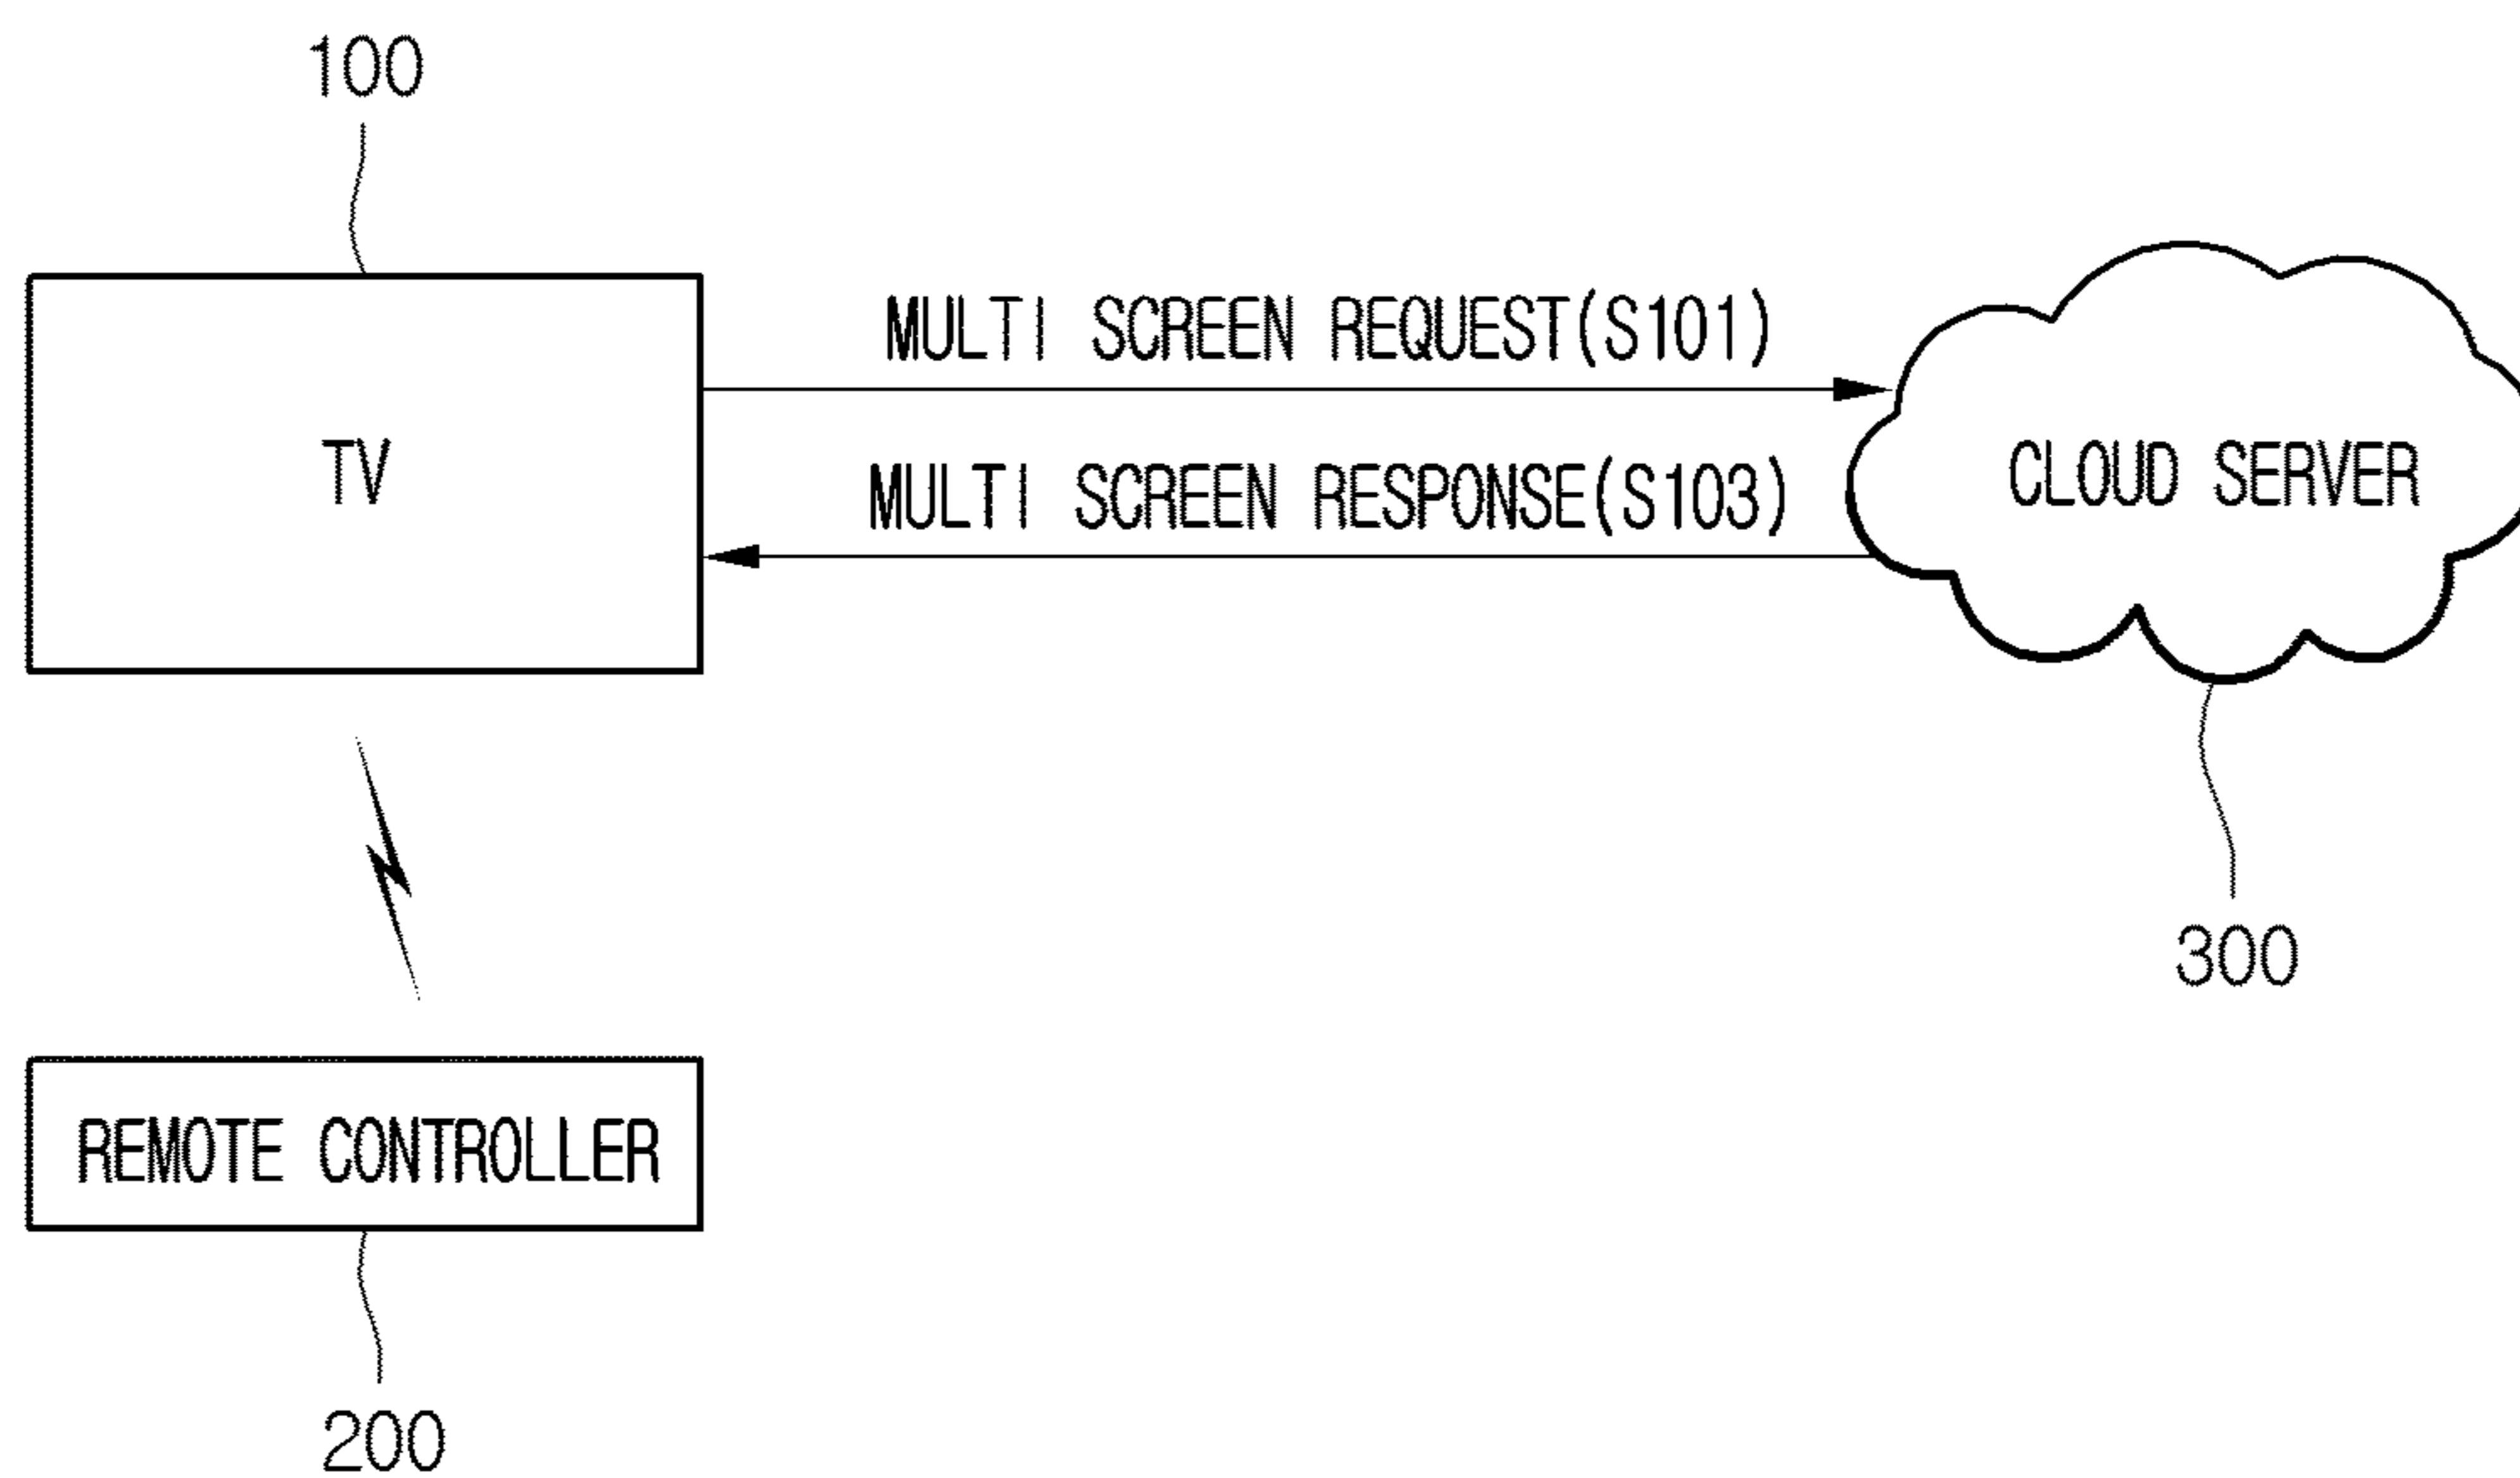 100
MULTI SCREEN REQUEST(S101)
TV
CLOUD SERVER
MULTI SCREEN RESPONSE(S103)
300
REMOTE CONTROLLER
200